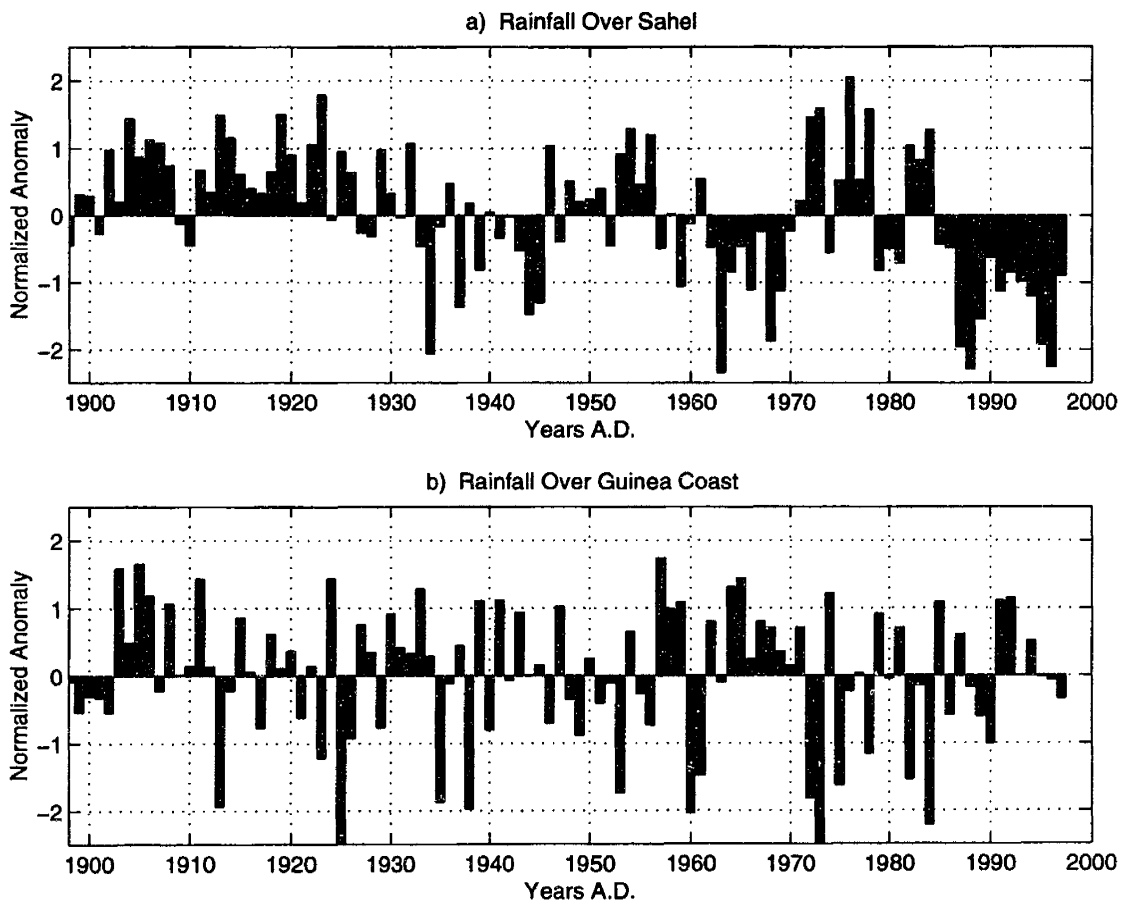 a) Rainfall Over Sahel
Normalized Anomaly
2
1
0
−1
−2
1900 1910 1920 1930 1940 1950 1960 1970 1980 1990 2000
Years A.D.
b) Rainfall Over Guinea Coast
Normalized Anomaly
2
1
0
−1
−2
1900 1910 1920 1930 1940 1950 1960 1970 1980 1990 2000
Years A.D.